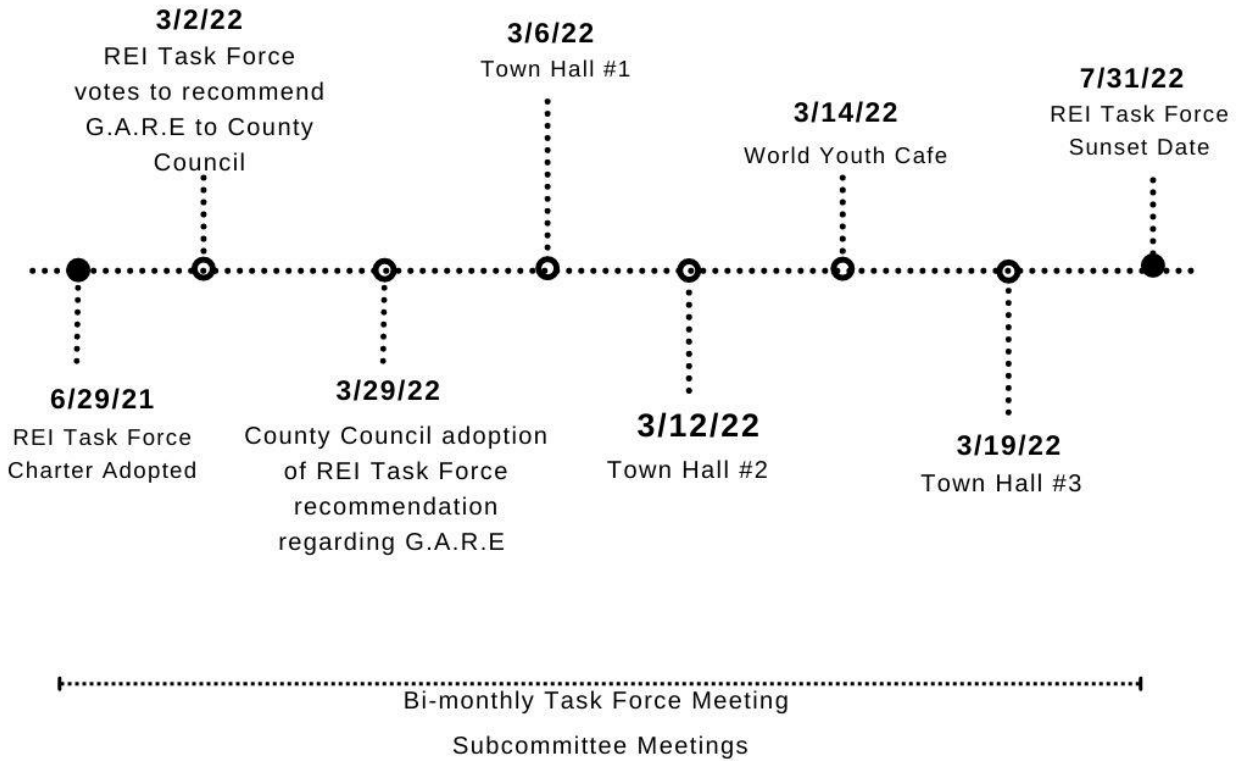 3/2/22
REI Task Force
votes to recommend
G.A.R.E to County
Council
3/6/22
Town Hall #1
3/14/22
World Youth Cafe
7/31/22
REI Task Force
Sunset Date
6/29/21
REI Task Force
Charter Adopted
3/29/22
County Council adoption
of REI Task Force
recommendation
regarding G.A.R.E
3/12/22
Town Hall #2
3/19/22
Town Hall #3
Bi-monthly Task Force Meeting
Subcommittee Meetings